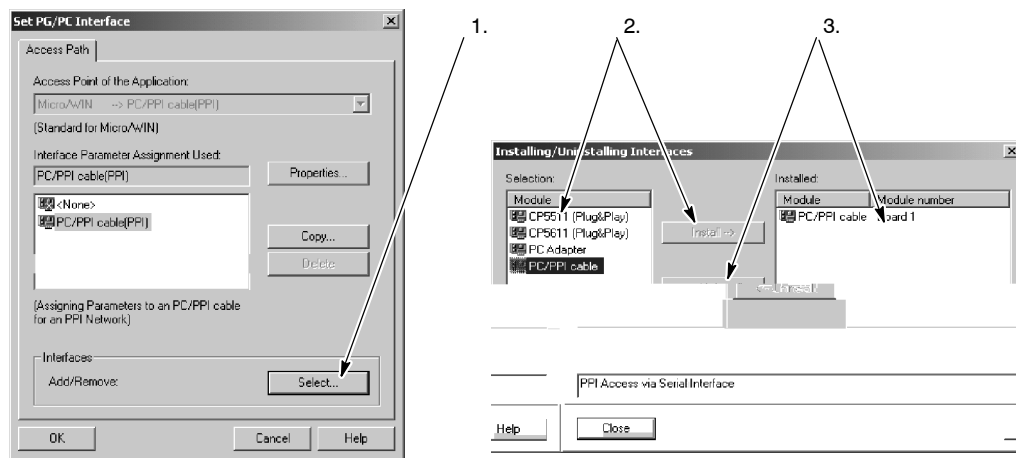 1.
2.
3.
Set PG/PC Interface
Access Path
Access Point of the Application:
Micro/WIN --> PC/PPI cable(PPI)
(Standard for Micro/WIN)
Interface Parameter Assignment Used:
PC/PPI cable(PPI)
Properties...
<None>
PC/PPI cable(PPI)
Copy...
Delete
(Assigning Parameters to an PC/PPI cable
for an PPI Network)
Interfaces
Add/Remove:
Select...
OK
Cancel
Help
Installing/Uninstalling Interfaces
Selection:
Installed:
Module
Module
Module number
CP5511 (Plug&Play)
PC/PPI cable
CP5611 (Plug&Play)
Install -->
PC Adapter
PC/PPI cable
PPI Access via Serial Interface
Help
Close